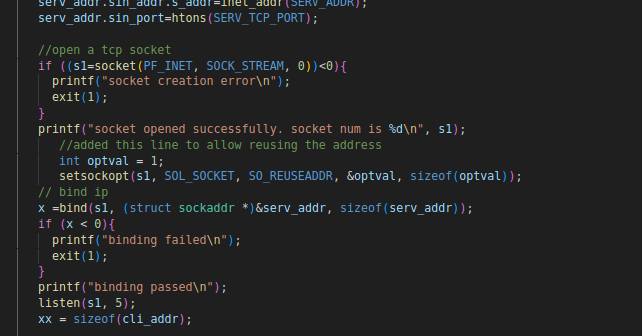 serv_addr.sin_addr.s_addr=inet_addr(SERV_ADDR);
serv_addr.sin_port=htons(SERV_TCP_PORT);
//open a tcp socket
if ((s1=socket(PF_INET, SOCK_STREAM, 0))<0){
printf("socket creation error\n");
exit(1);
}
printf("socket opened successfully. socket num is %d\n", s1);
//added this line to allow reusing the address
int optval = 1;
setsockopt(s1, SOL_SOCKET, SO_REUSEADDR, &optval, sizeof(optval));
// bind ip
x =bind(s1, (struct sockaddr *)&serv_addr, sizeof(serv_addr));
if (x < 0){
printf("binding failed\n");
exit(1);
}
printf("binding passed\n");
listen(s1, 5);
xx = sizeof(cli_addr);